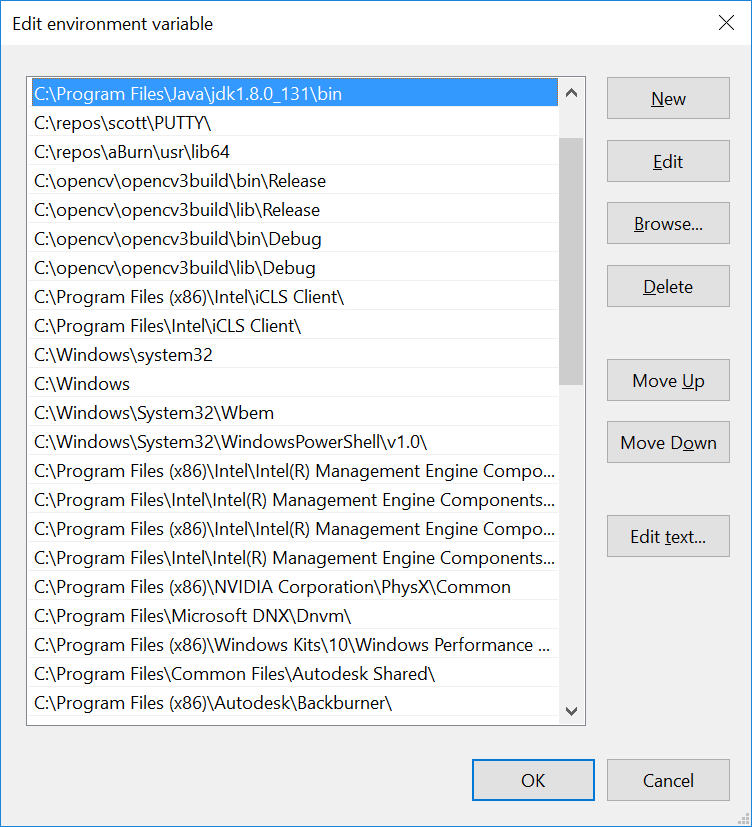 Edit environment variable
C:\Program Files\Java\jdk1.8.0_131\bin
C:\repos\scott\PUTTY\
C:\repos\aBurn\usr\lib64
C:\opencv\opencv3build\bin\Release
C:\opencv\opencv3build\lib\Release
C:\opencv\opencv3build\bin\Debug
C:\opencv\opencv3build\lib\Debug
C:\Program Files (x86)\Intel\iCLS Client\
C:\Program Files\Intel\iCLS Client\
C:\Windows\system32
C:\Windows
C:\Windows\System32\Wbem
C:\Windows\System32\WindowsPowerShell\v1.0\
C:\Program Files (x86)\Intel\Intel(R) Management Engine Compo...
C:\Program Files\Intel\Intel(R) Management Engine Components...
C:\Program Files (x86)\Intel\Intel(R) Management Engine Compo...
C:\Program Files\Intel\Intel(R) Management Engine Components...
C:\Program Files (x86)\NVIDIA Corporation\PhysX\Common
C:\Program Files\Microsoft DNX\Dnvm\
C:\Program Files (x86)\Windows Kits\10\Windows Performance ...
C:\Program Files\Common Files\Autodesk Shared\
C:\Program Files (x86)\Autodesk\Backburner\
New
Edit
Browse...
Delete
Move Up
Move Down
Edit text...
OK
Cancel